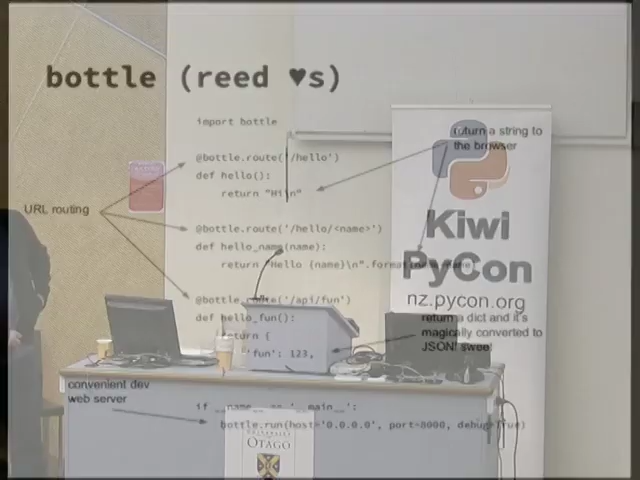 bottle (reed ♥s)
import bottle
@bottle.route('/hello')
def hello():
return "Hi\n"
return a string to
the browser
URL routing
@bottle.route('/hello/<name>')
def hello_name(name):
return "Hello {name}\n".format(
@bottle.route('/api/fun')
def hello_fun():
return {
'fun': 123,
return a dict and it's
magically converted to
JSON! swee!
convenient dev
web server
if __name__ == '__main__':
bottle.run(host='0.0.0.0', port=8000, debug=True)
Kiwi
PyCon
nz.pycon.org
OTAGO